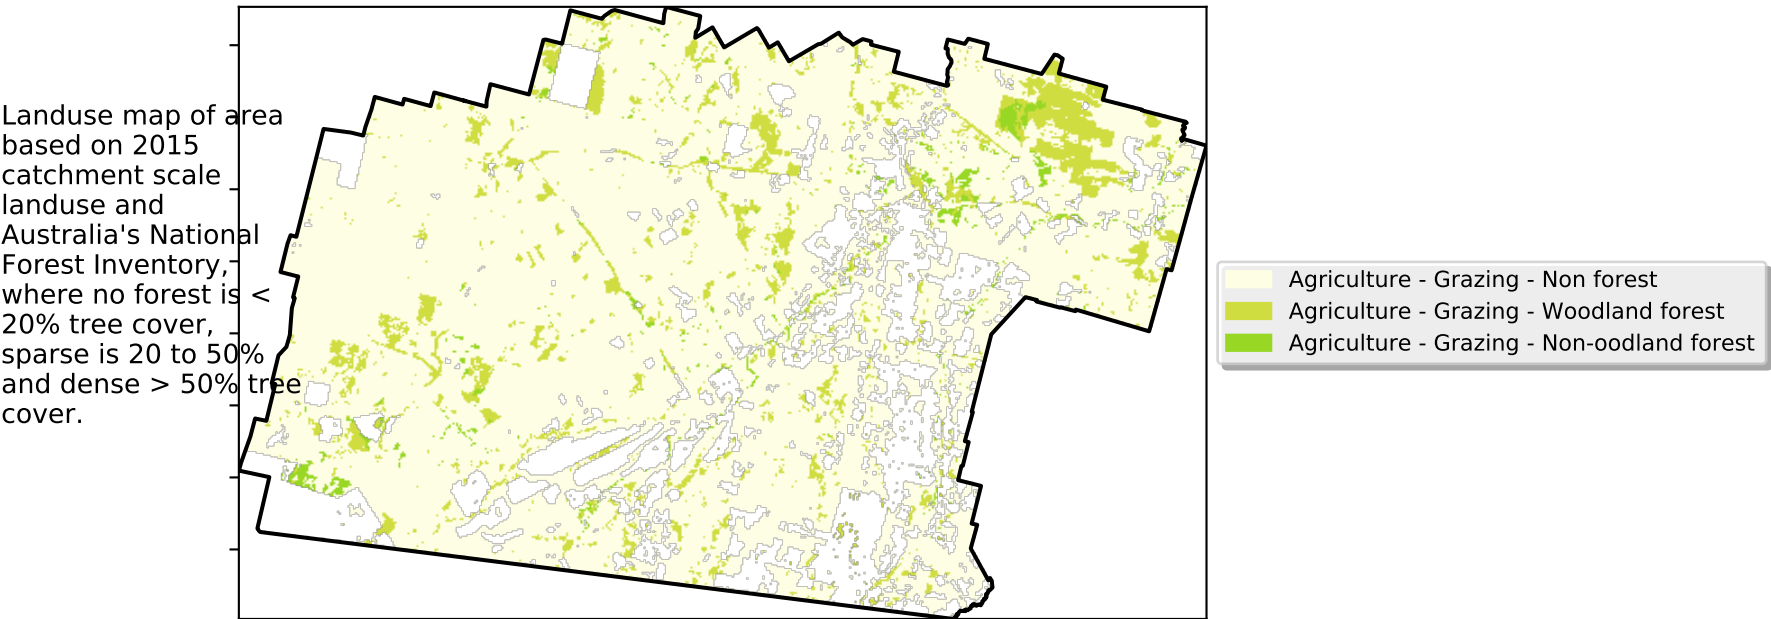 Landuse map of area
based on 2015
catchment scale
landuse and
Australia's National
Forest Inventory,
where no forest is <
20% tree cover,
sparse is 20 to 50%
and dense > 50% tree
cover.
Agriculture - Grazing - Non forest
Agriculture - Grazing - Woodland forest
Agriculture - Grazing - Non-oodland forest